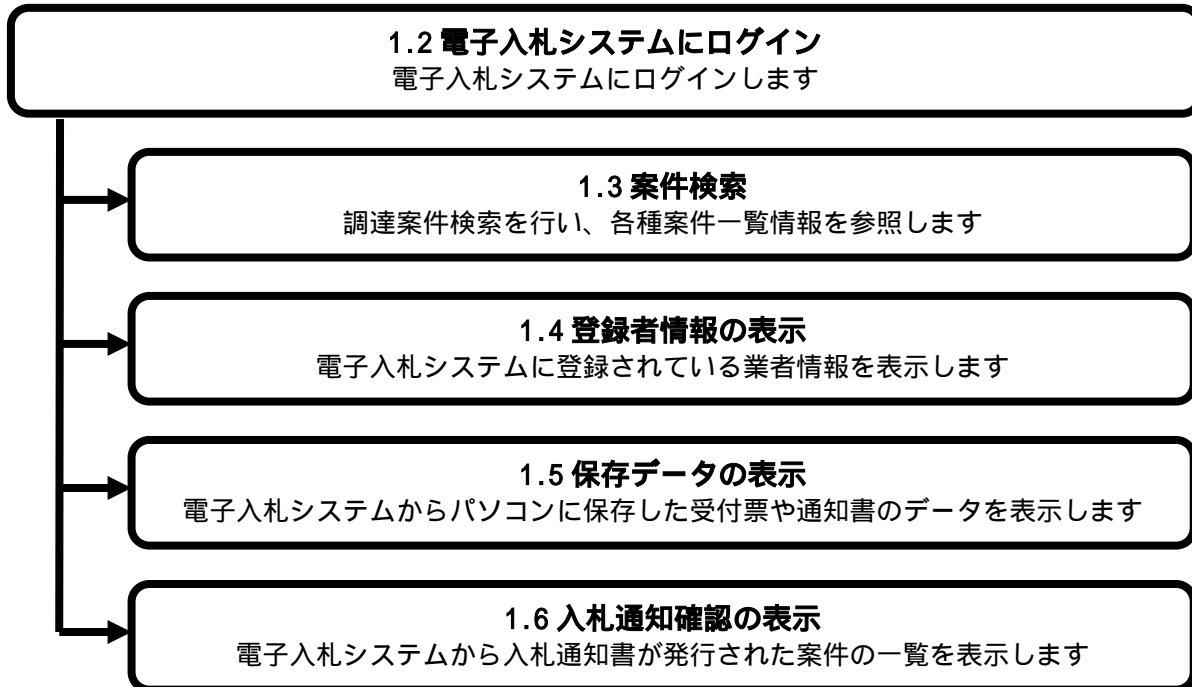 1.2 電子入札システムにログイン
電子入札システムにログインします
1.3 案件検索
調達案件検索を行い、各種案件一覧情報を参照します
1.4 登録者情報の表示
電子入札システムに登録されている業者情報を表示します
1.5 保存データの表示
電子入札システムからパソコンに保存した受付票や通知書のデータを表示します
1.6 入札通知確認の表示
電子入札システムから入札通知書が発行された案件の一覧を表示します